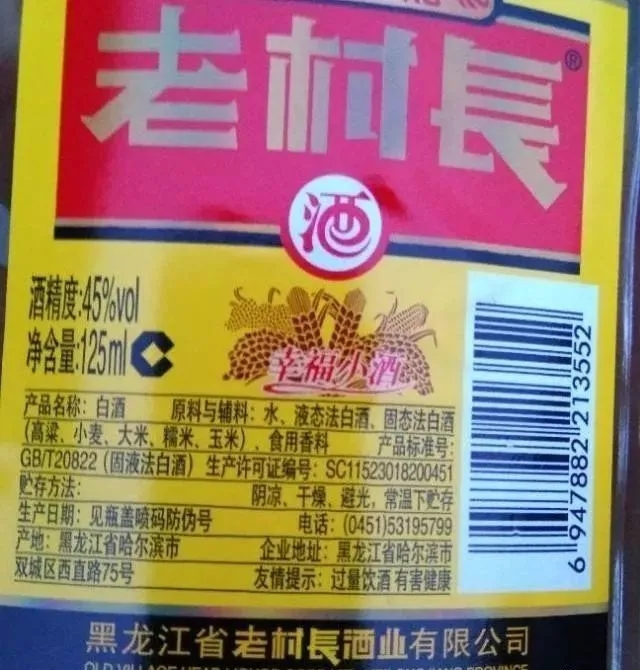 老村長®
酒
酒精度:45%vol
净含量:125ml
幸福小酒
产品名称：白酒 原料与辅料：水、液态法白酒、固态法白酒
(高粱、小麦、大米、糯米、玉米)、食用香料 产品标准号：
GB/T20822 (固液法白酒) 生产许可证编号：SC11523018200451
贮存方法： 阴凉、干燥、避光，常温下贮存
生产日期：见瓶盖喷码防伪号 电话：(0451)53195799
产地：黑龙江省哈尔滨市 企业地址：黑龙江省哈尔滨市
双城区西直路75号 友情提示：过量饮酒 有害健康
6 947882 213552
黑龙江省老村長酒业有限公司